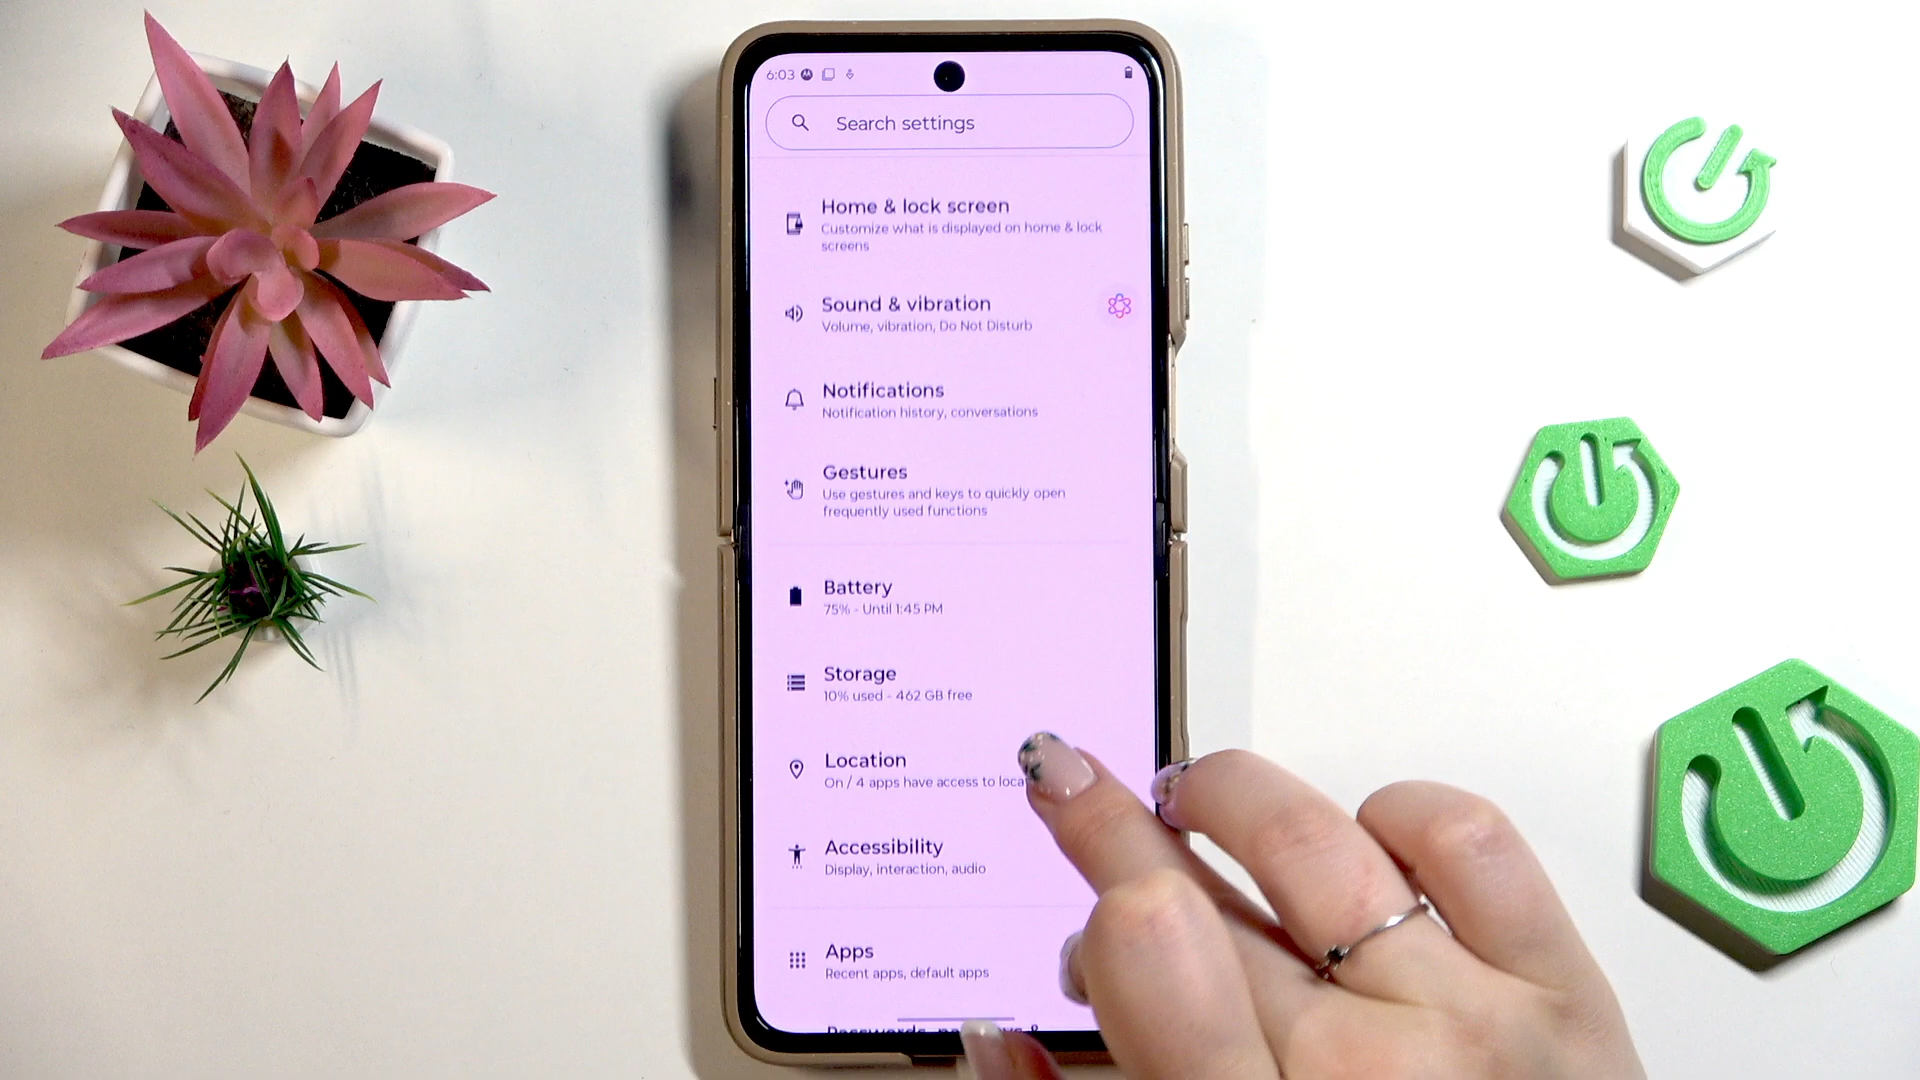 6:03
Search settings
Home & lock screen
Customize what is displayed on home & lock
screens
Sound & vibration
Volume, vibration, Do Not Disturb
Notifications
Notification history, conversations
Gestures
Use gestures and keys to quickly open
frequently used functions
Battery
75% - Until 1:45 PM
Storage
10% used - 462 GB free
Location
On / 4 apps have access to
Accessibility
Display, interaction, audio
Apps
Recent apps, default apps